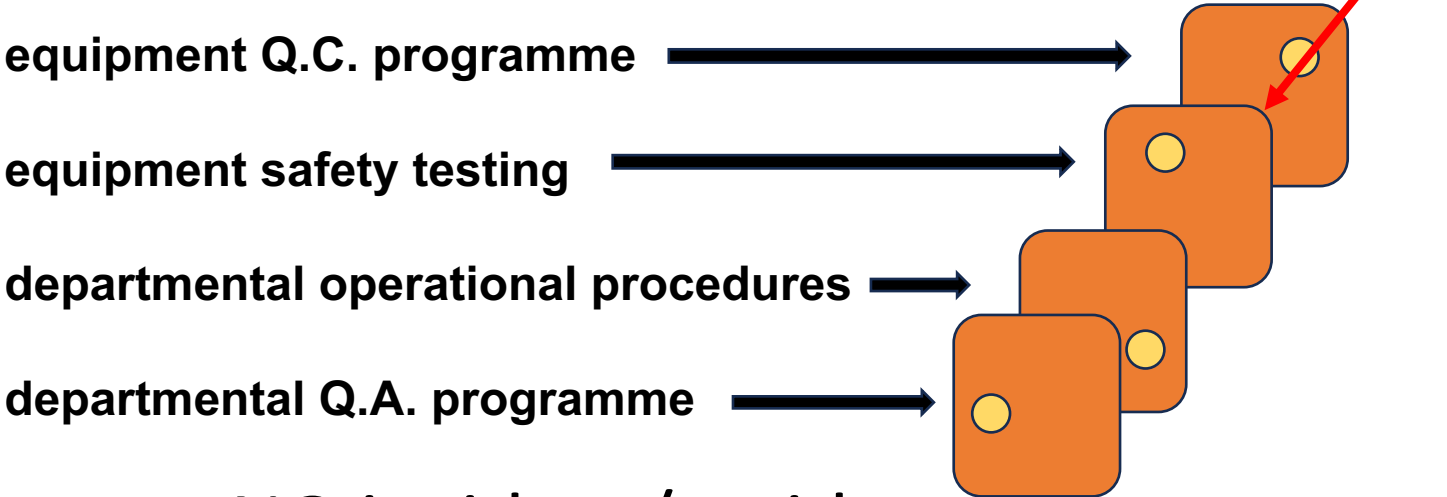 equipment Q.C. programme
equipment safety testing
departmental operational procedures
departmental Q.A. programme